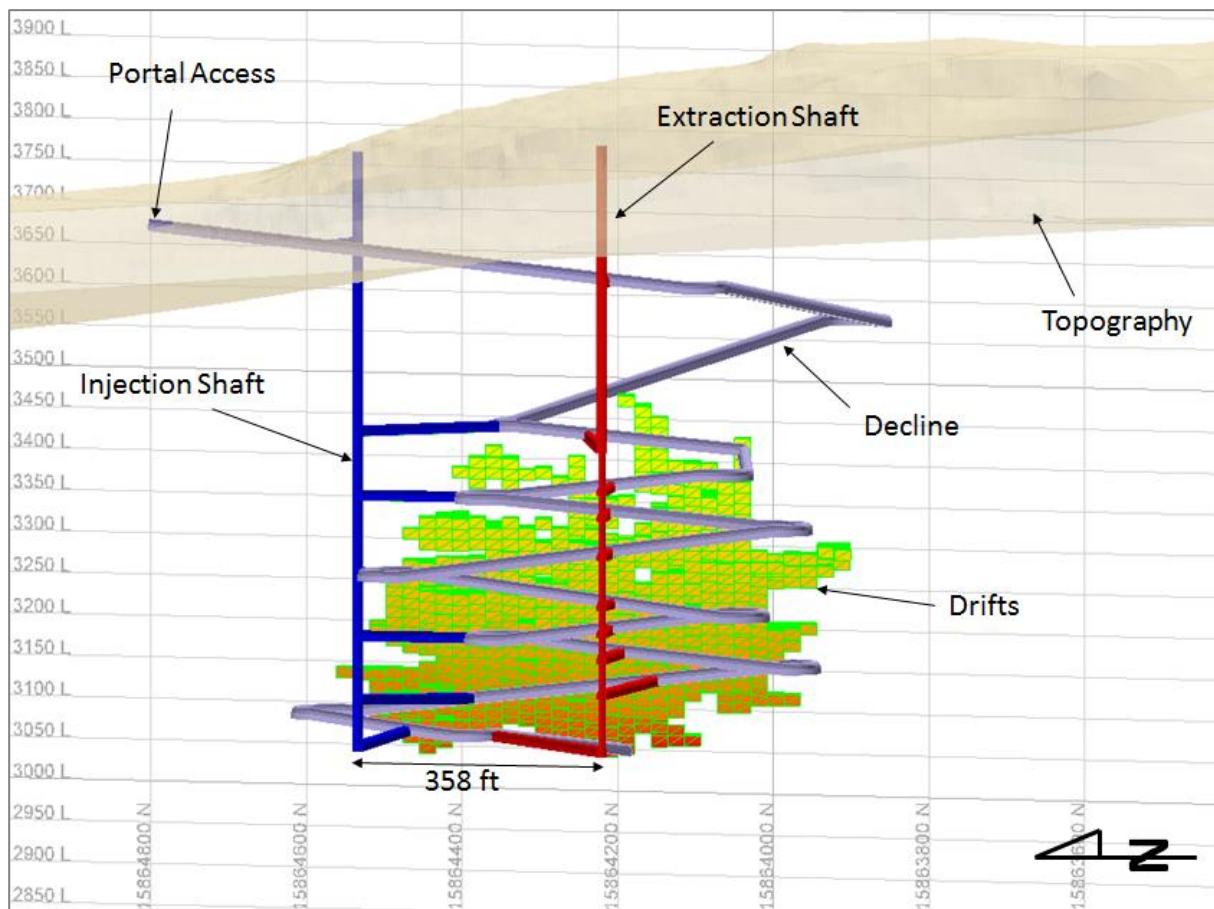 3900 L
3850 L
3800 L
3750 L
3700 L
3650 L
3600 L
3550 L
3500 L
3450 L
3400 L
3350 L
3300 L
3250 L
3200 L
3150 L
3100 L
3050 L
3000 L
2950 L
2900 L
2850 L
Portal Access
Extraction Shaft
Topography
Injection Shaft
Decline
Drifts
358 ft
15864800 N
15864600 N
15864400 N
15864200 N
15864000 N
15863800 N
N